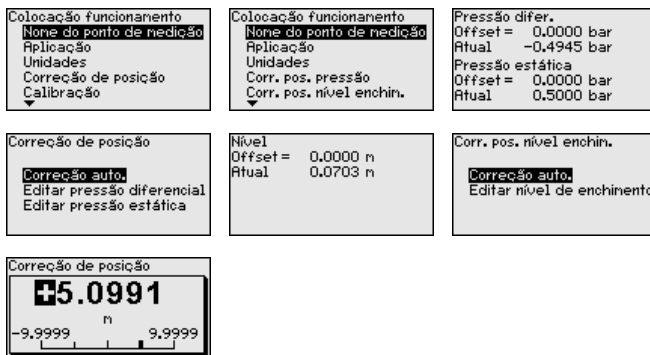 Colocação funcionamento
Nome do ponto de medição
Aplicação
Unidades
Correção de posição
Calibração
Colocação funcionamento
Nome do ponto de medição
Aplicação
Unidades
Corr. pos. pressão
Corr. pos. nível enchim.
Pressão difer.
Offset = 0.0000 bar
Atual -0.4945 bar
Pressão estática
Offset = 0.0000 bar
Atual 0.5000 bar
Correção de posição
Correção auto.
Editar pressão diferencial
Editar pressão estática
Nível
Offset = 0.0000 m
Atual 0.0703 m
Corr. pos. nível enchim.
Correção auto.
Editar nível de enchimento
Correção de posição
+5.0991
m
-9.9999 9.9999